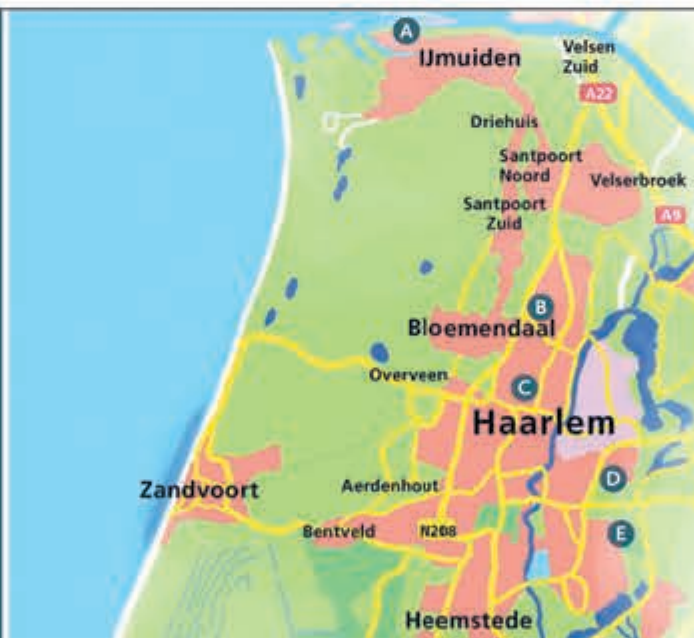 A
IJmuiden
Velsen
Zuid
A22
Driehuis
Santpoort
Noord
Velserbroek
Santpoort
Zuid
A9
B
Bloemendaal
Overveen
C
Haarlem
Zandvoort
Aerdenhout
D
Bentveld
N208
E
Heemstede